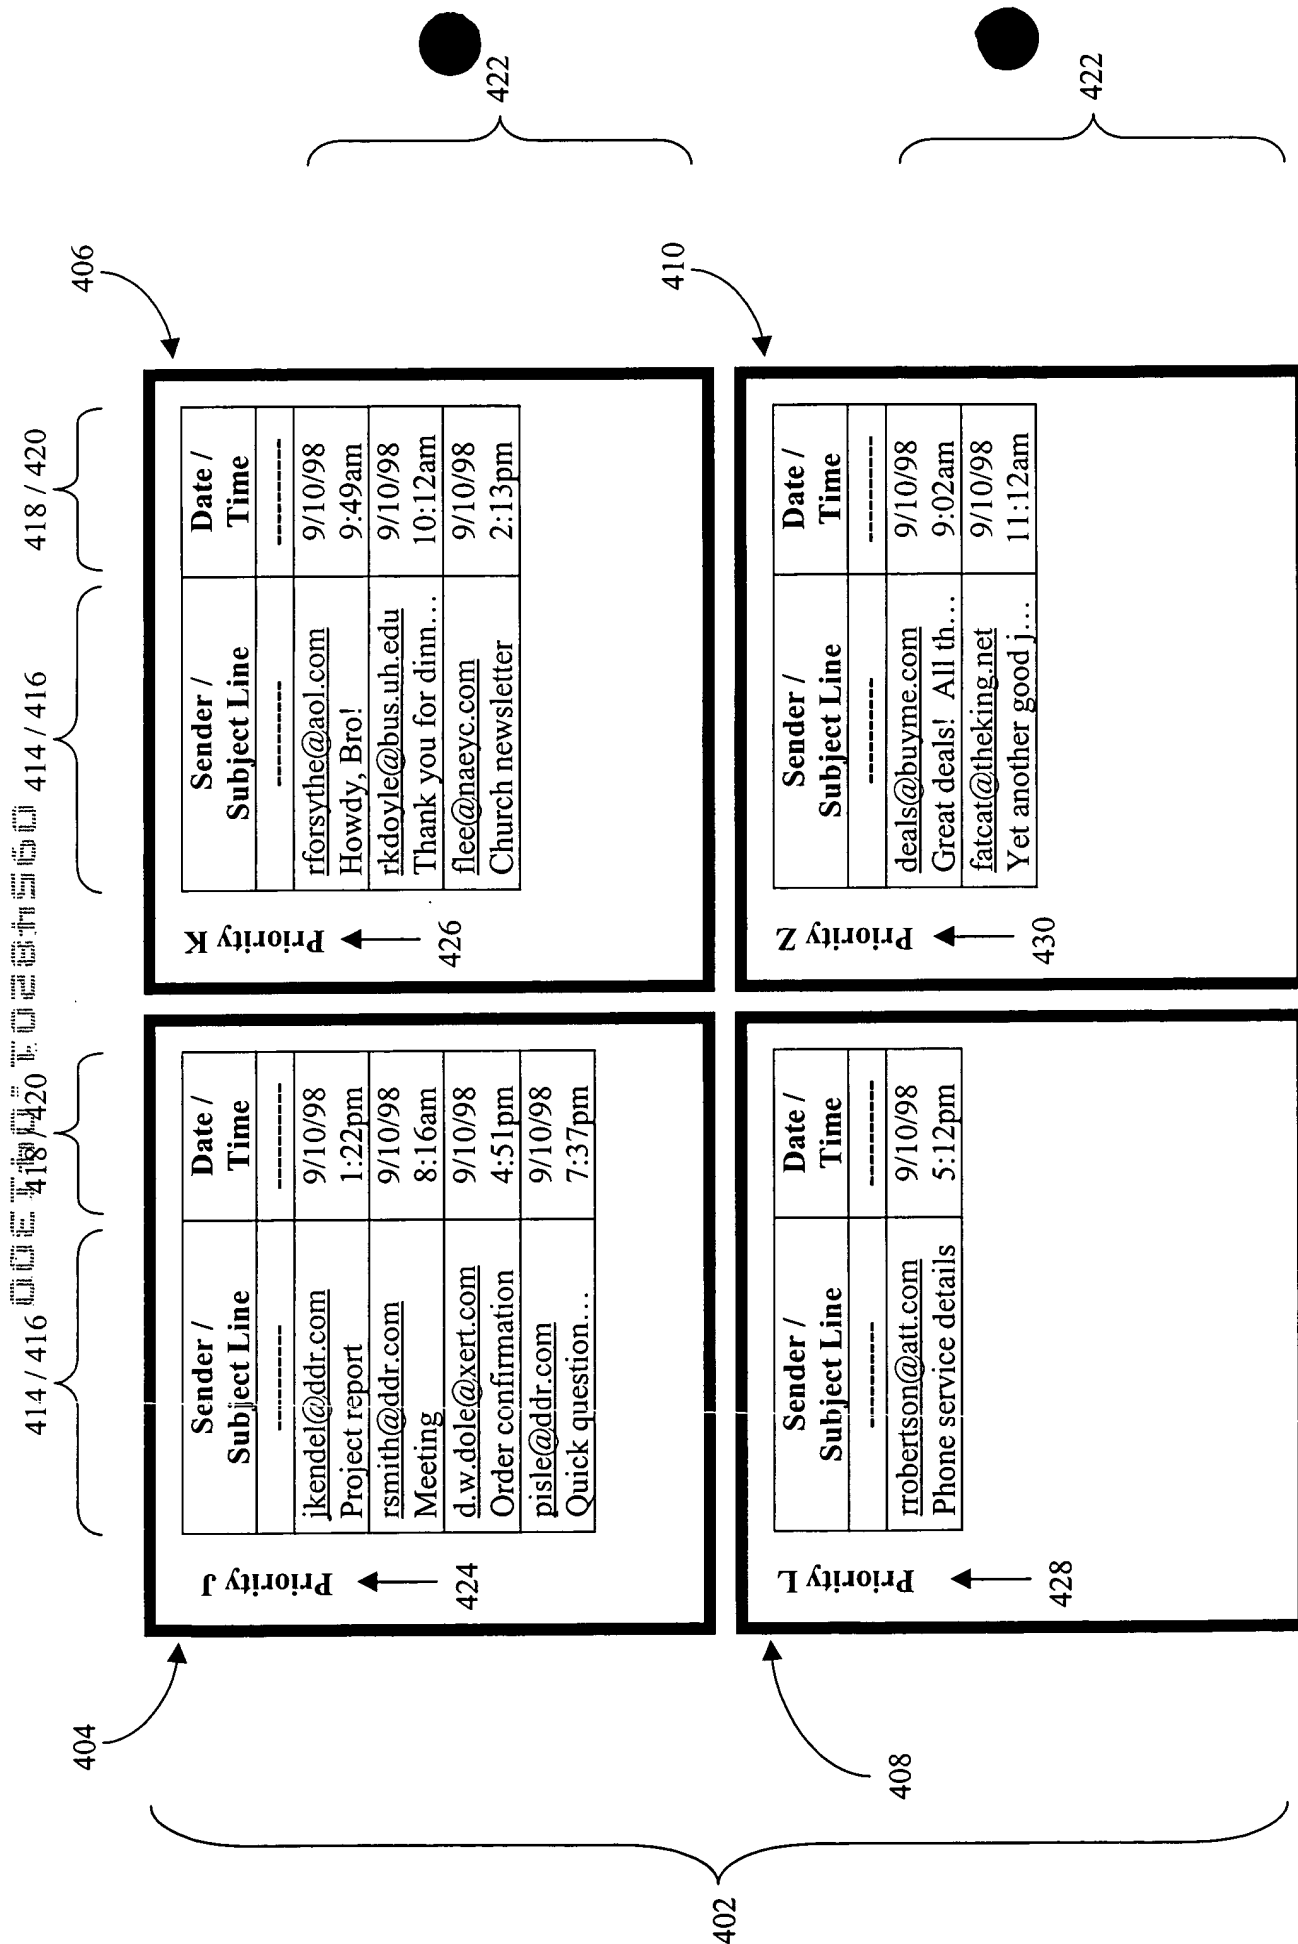 414 / 416
418 / 420
414 / 416
418 / 420
404
406
Priority J
424
Sender /
Subject Line
Date /
Time
----------
----------
jkendel@ddr.com
9/10/98
Project report
1:22pm
rsmith@ddr.com
9/10/98
Meeting
8:16am
d.w.dole@xert.com
9/10/98
Order confirmation
4:51pm
pisle@ddr.com
9/10/98
Quick question…
7:37pm
Priority K
426
Sender /
Subject Line
Date /
Time
----------
----------
rforsythe@aol.com
9/10/98
Howdy, Bro!
9:49am
rkdoyle@bus.uh.edu
9/10/98
Thank you for dinn…
10:12am
flee@naeyc.com
9/10/98
Church newsletter
2:13pm
422
402
408
410
Priority L
428
Sender /
Subject Line
Date /
Time
----------
----------
rrobertson@att.com
9/10/98
Phone service details
5:12pm
Priority Z
430
Sender /
Subject Line
Date /
Time
----------
----------
deals@buyme.com
9/10/98
Great deals!  All th…
9:02am
fatcat@theking.net
9/10/98
Yet another good j…
11:12am
422